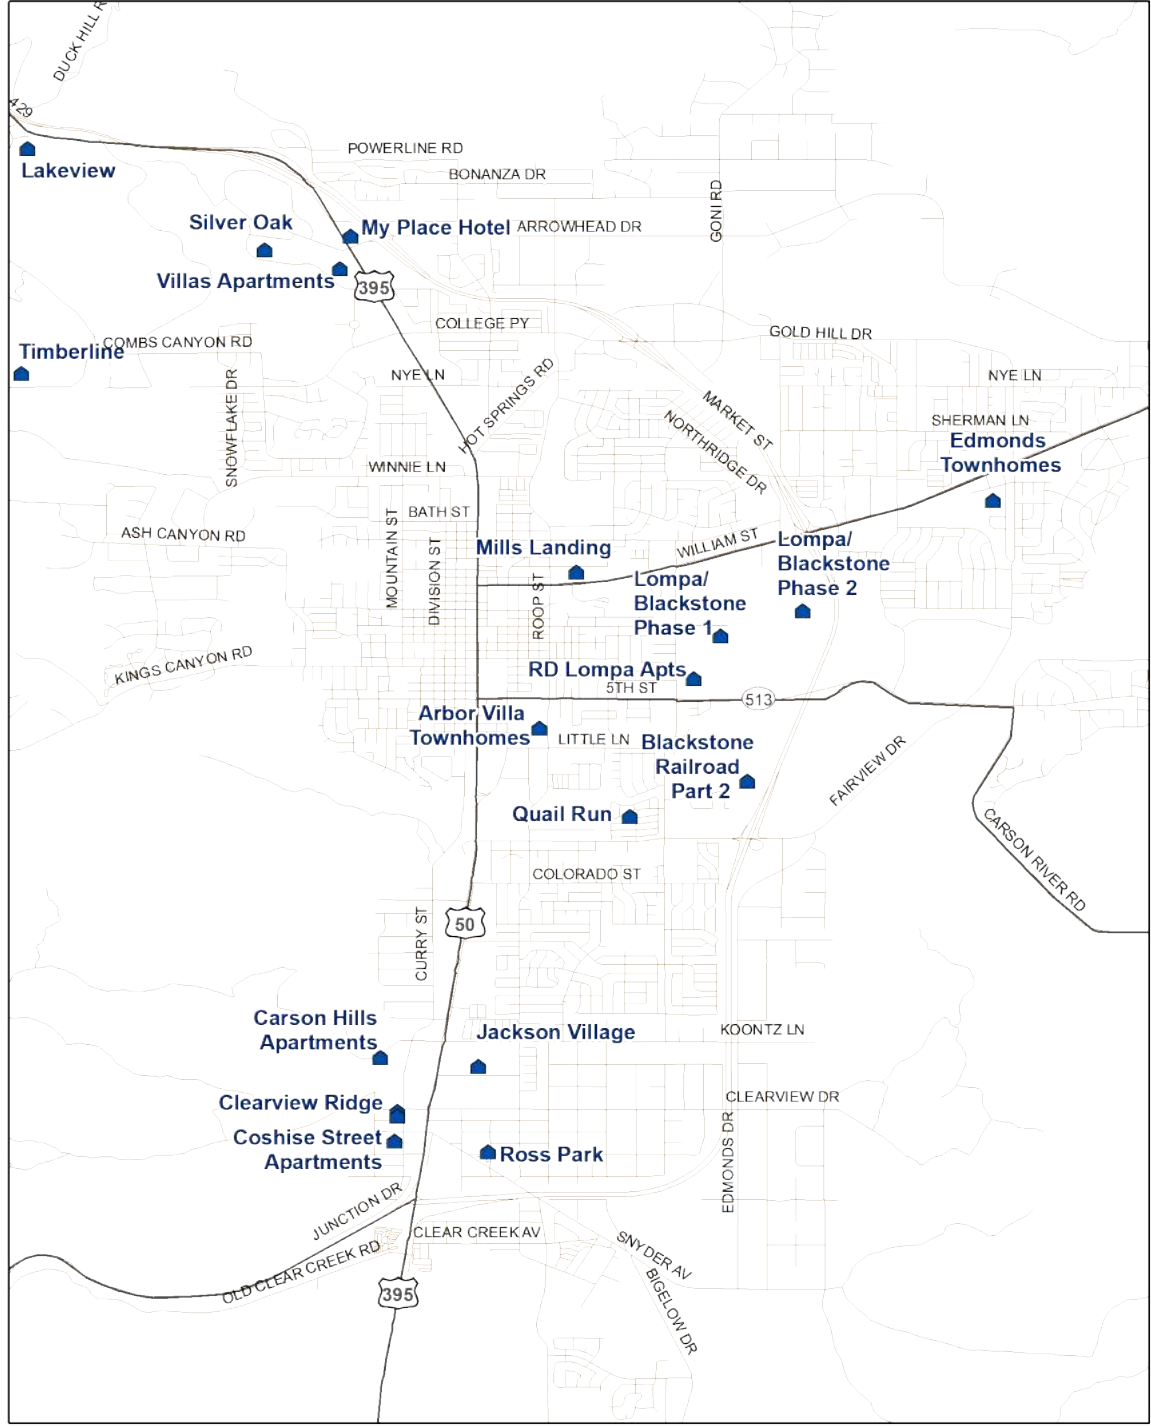 DUCK HILL R
429
Lakeview
POWERLINE RD
BONANZA DR
GONI RD
Silver Oak
My Place Hotel
ARROWHEAD DR
Villas Apartments
395
COLLEGE PY
GOLD HILL DR
COMBS CANYON RD
Timberline
SNOWFLAKE DR
NYE LN
HOT SPRINGS RD
NYE LN
MARKET ST
NORTHRIDGE DR
SHERMAN LN
Edmonds
Townhomes
WINNIE LN
BATH ST
ASH CANYON RD
MOUNTAIN ST
DIVISION ST
Mills Landing
ROOP ST
WILLIAM ST
Lompa/
Blackstone
Phase 2
Lompa/
Blackstone
Phase 1
KINGS CANYON RD
RD Lompa Apts
5TH ST
513
Arbor Villa
Townhomes
LITTLE LN
Blackstone
Railroad
Part 2
FAIRVIEW DR
Quail Run
CARSON RIVER RD
COLORADO ST
CURRY ST
50
Carson Hills
Apartments
Jackson Village
KOONTZ LN
Clearview Ridge
CLEARVIEW DR
Coshise Street
Apartments
Ross Park
EDMONDS DR
JUNCTION DR
OLD CLEAR CREEK RD
CLEAR CREEK AV
SNYDER AV
BIGELOW DR
395